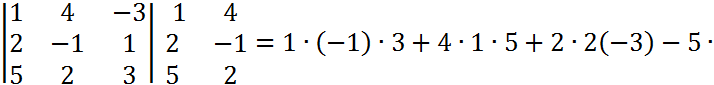 |1 4 −3| 1 4
|2 −1 1| 2 −1 = 1 · (−1) · 3 + 4 · 1 · 5 + 2 · 2(−3) − 5 ·
|5 2 3| 5 2